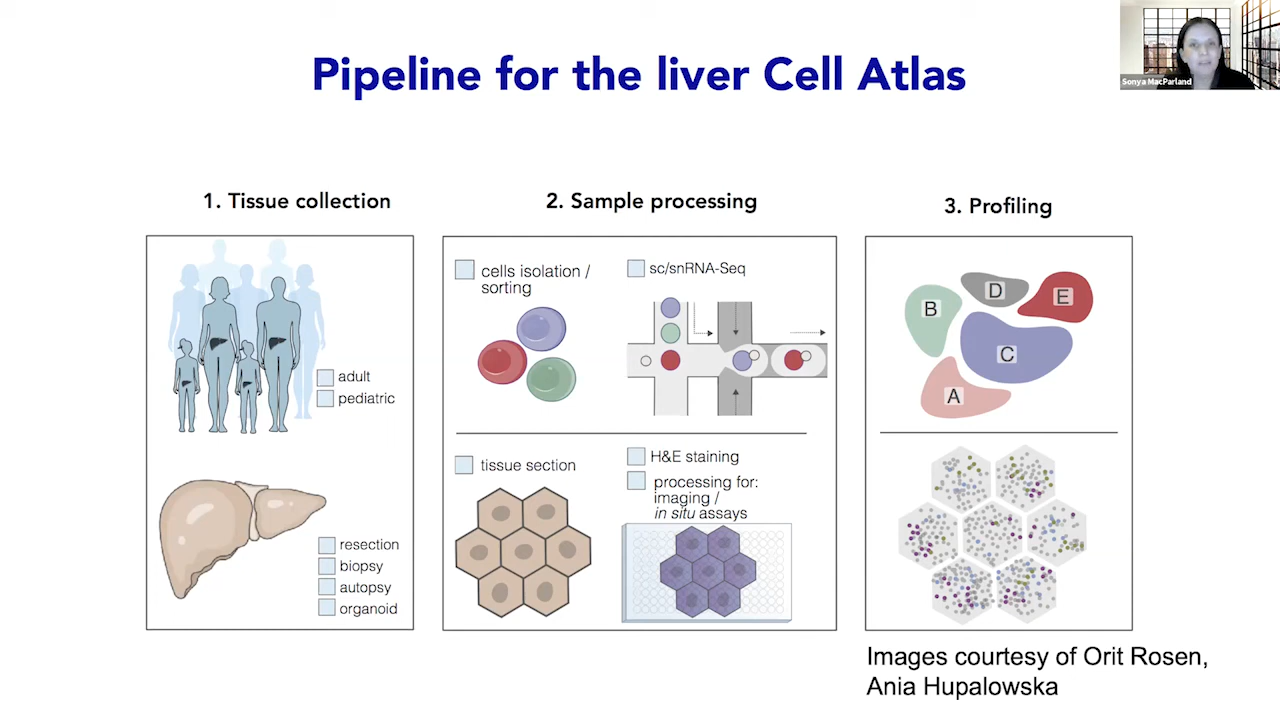 Pipeline for the liver Cell Atlas
Sonya MacParland
1. Tissue collection
adult
pediatric
resection
biopsy
autopsy
organoid
2. Sample processing
cells isolation /
sorting
sc/snRNA-Seq
tissue section
H&E staining
processing for:
imaging /
in situ assays
3. Profiling
B
D
E
C
A
Images courtesy of Orit Rosen,
Ania Hupalowska